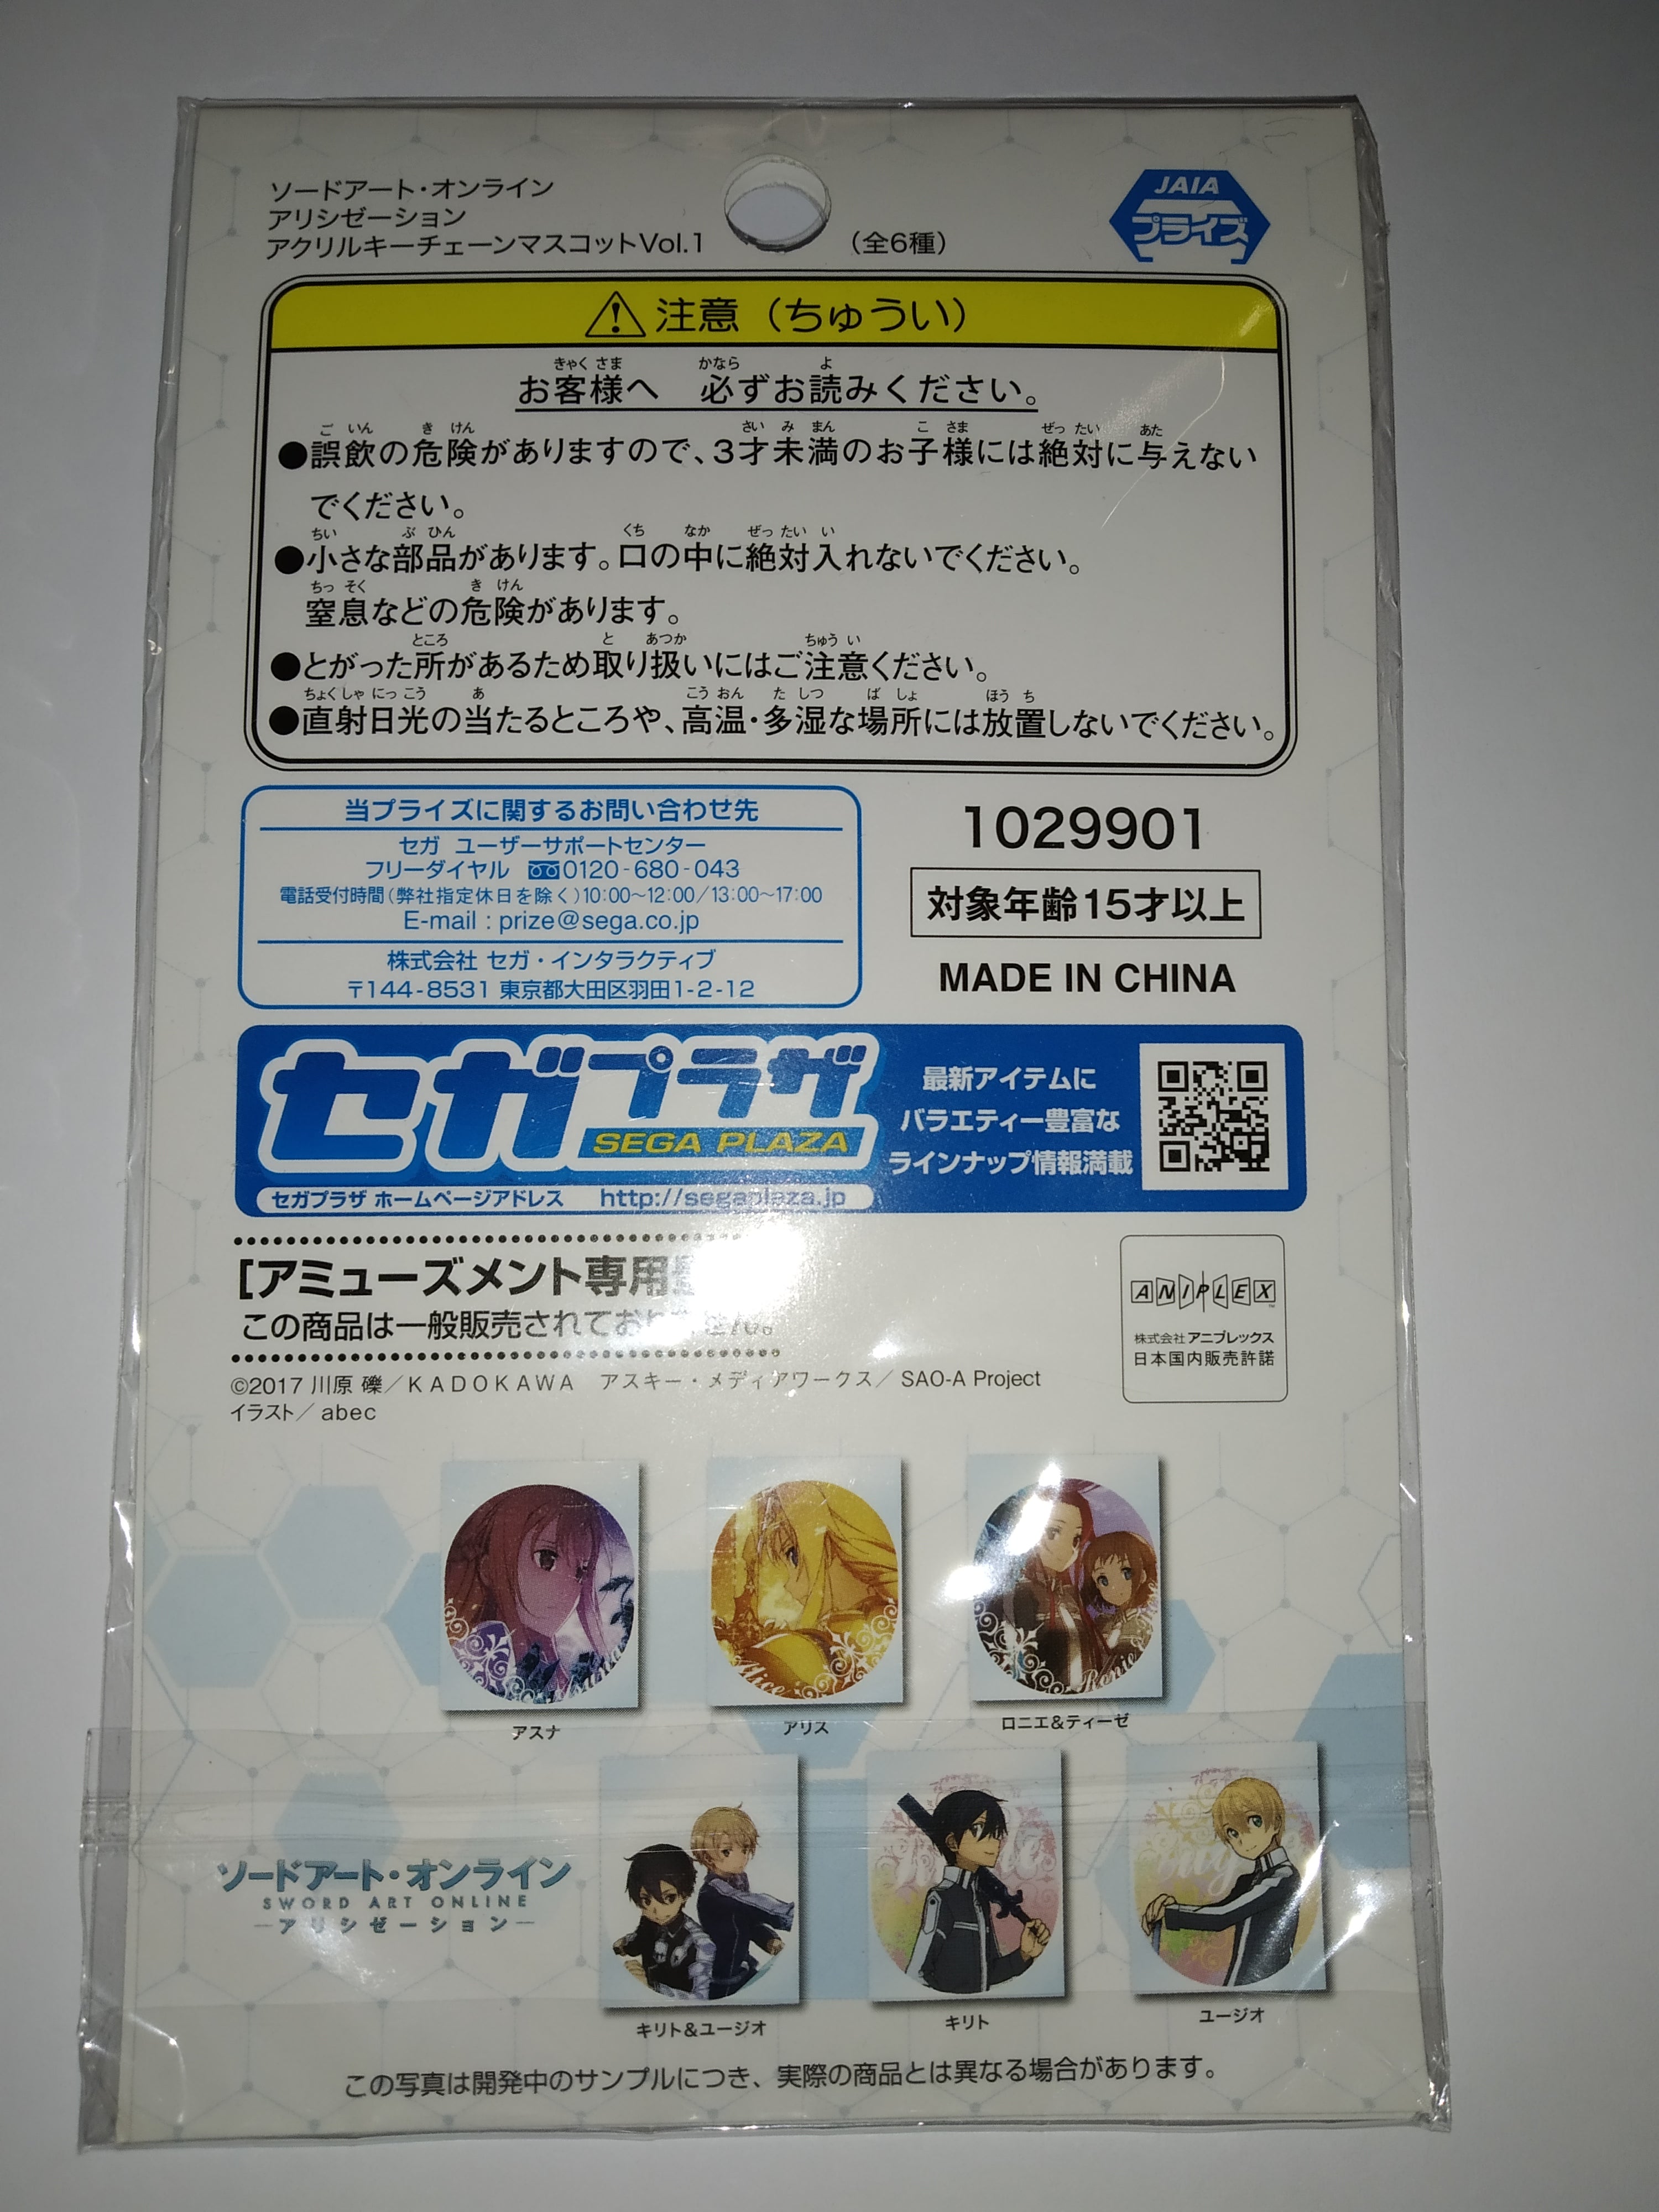 ソードアート・オンライン
アリシゼーション
アクリルキーチェーンマスコットVol.1 （全6種）
JAIA
プライズ
注意（ちゅうい）
お客様へ 必ずお読みください。
●誤飲の危険がありますので、3才未満のお子様には絶対に与えない
でください。
●小さな部品があります。口の中に絶対入れないでください。
窒息などの危険があります。
●とがった所があるため取り扱いにはご注意ください。
●直射日光の当たるところや、高温・多湿な場所には放置しないでください。
当プライズに関するお問い合わせ先
セガ ユーザーサポートセンター
フリーダイヤル 0120-680-043
電話受付時間（弊社指定休日を除く）10:00～12:00/13:00～17:00
E-mail : prize@sega.co.jp
株式会社 セガ・インタラクティブ
〒144-8531 東京都大田区羽田1-2-12
1029901
対象年齢15才以上
MADE IN CHINA
セガプラザ
SEGA PLAZA
セガプラザ ホームページアドレス http://segaplaza.jp
最新アイテムに
バラエティー豊富な
ラインナップ情報満載
[アミューズメント専用
この商品は一般販売されており
ANIPLEX
株式会社 アニプレックス
日本国内販売許諾
©2017 川原 礫／KADOKAWA アスキー・メディアワークス／SAO-A Project
イラスト／abec
アスナ
Alice
アリス
Ronie
ロニエ&ティーゼ
ソードアート・オンライン
SWORD ART ONLINE
―アリシゼーション―
キリト&ユージオ
キリト
ユージオ
この写真は開発中のサンプルにつき、実際の商品とは異なる場合があります。